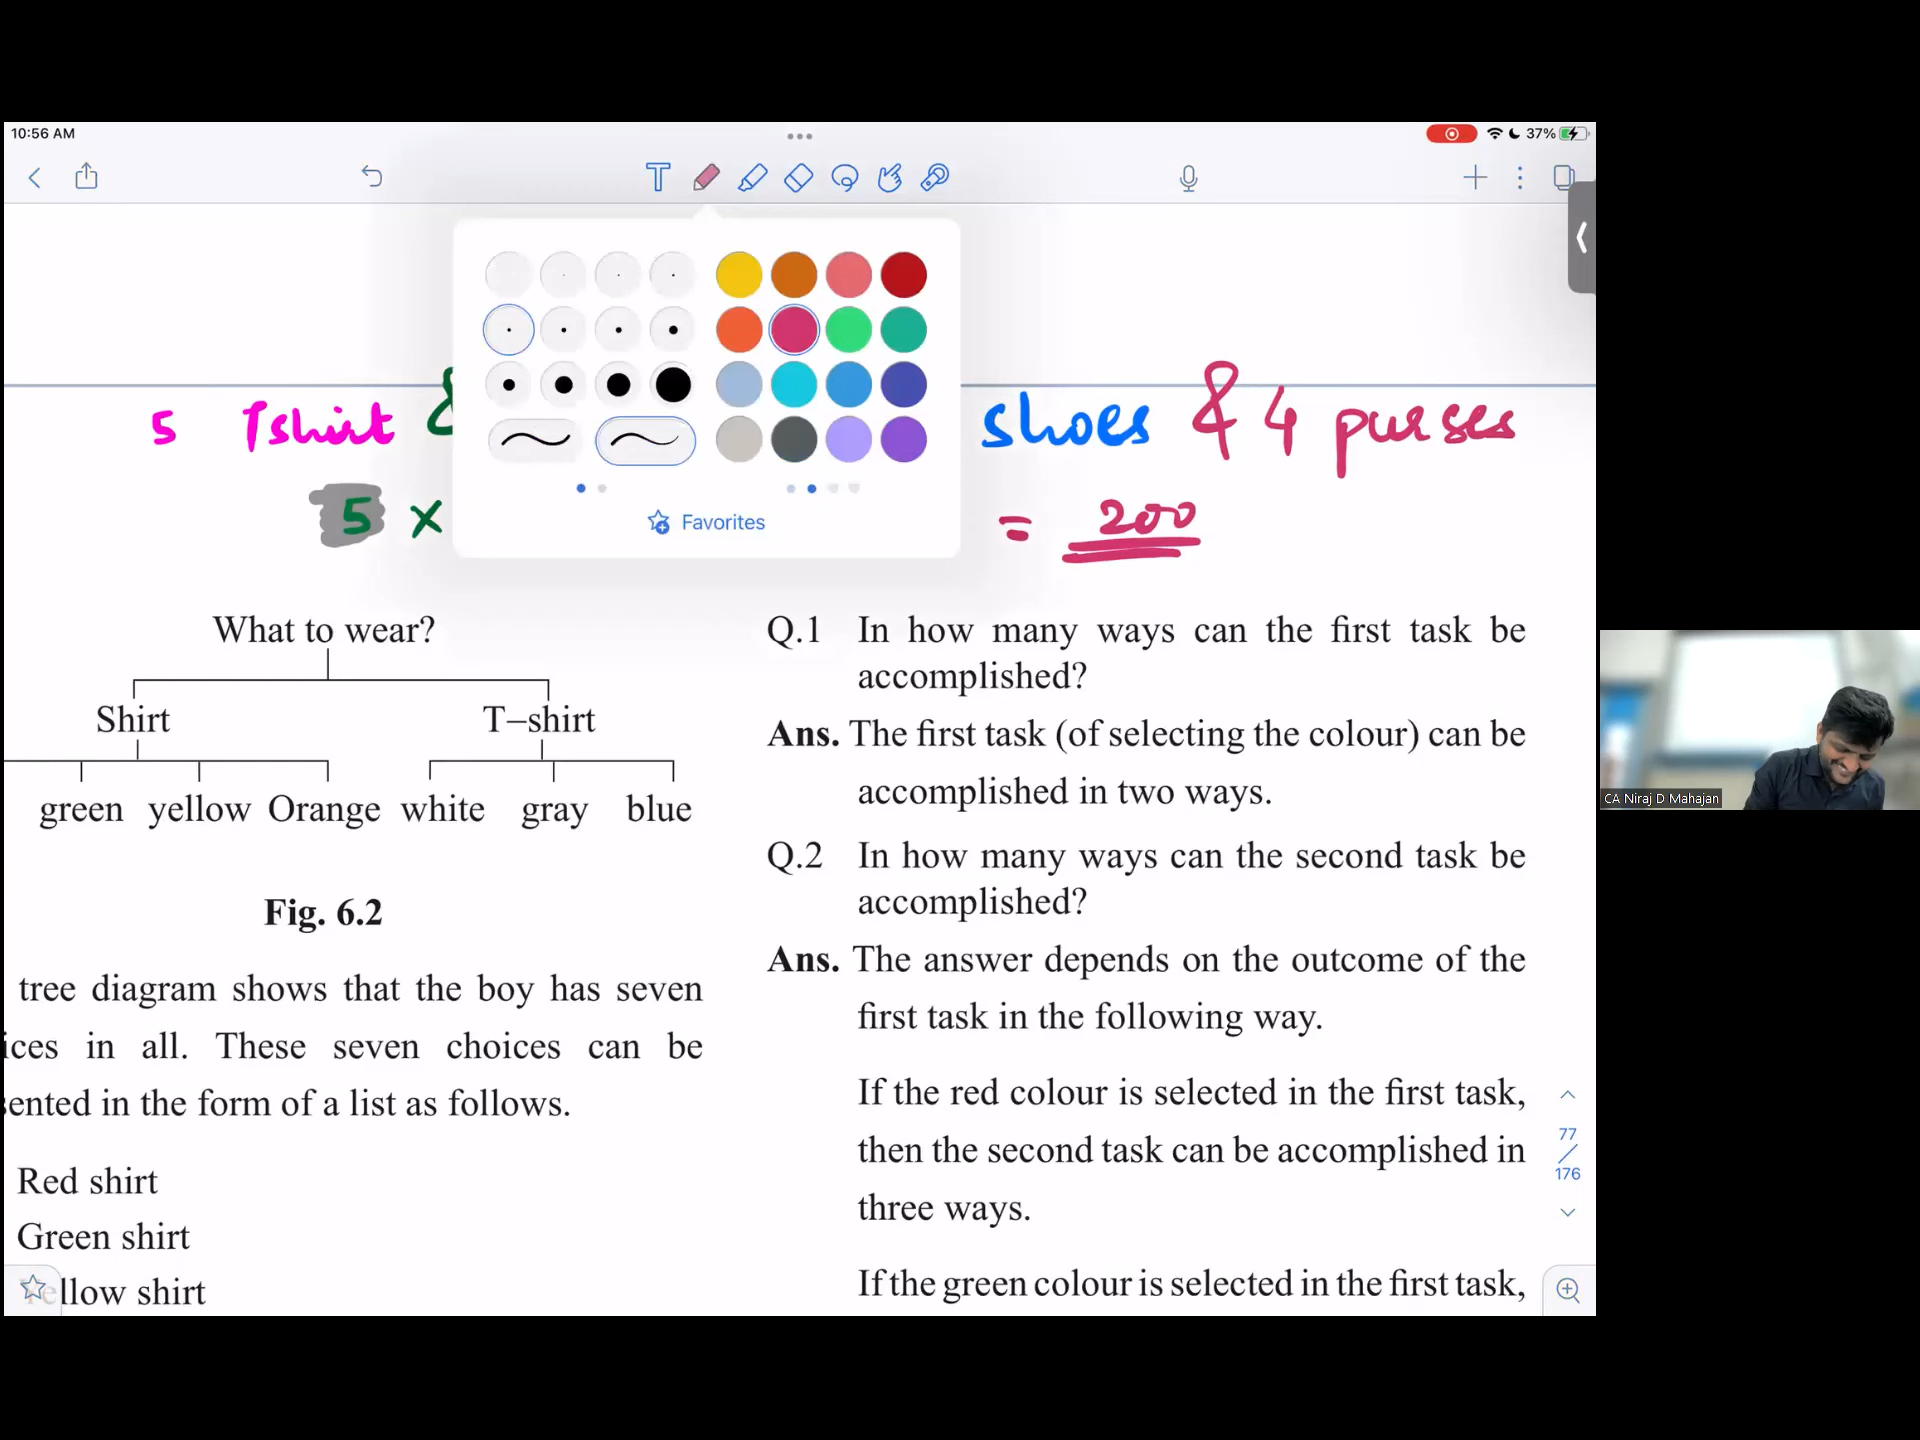 10:56 AM
37%
T
Favorites
5 Tshirt &
shoes & 4 purses
5 ×
= 200
What to wear?
Shirt T–shirt
green yellow Orange white gray blue
Fig. 6.2
tree diagram shows that the boy has seven
ices in all. These seven choices can be
sented in the form of a list as follows.
Red shirt
Green shirt
ellow shirt
Q.1 In how many ways can the first task be
accomplished?
Ans. The first task (of selecting the colour) can be
accomplished in two ways.
Q.2 In how many ways can the second task be
accomplished?
Ans. The answer depends on the outcome of the
first task in the following way.
If the red colour is selected in the first task,
then the second task can be accomplished in
three ways.
If the green colour is selected in the first task,
77
176
CA Niraj D Mahajan